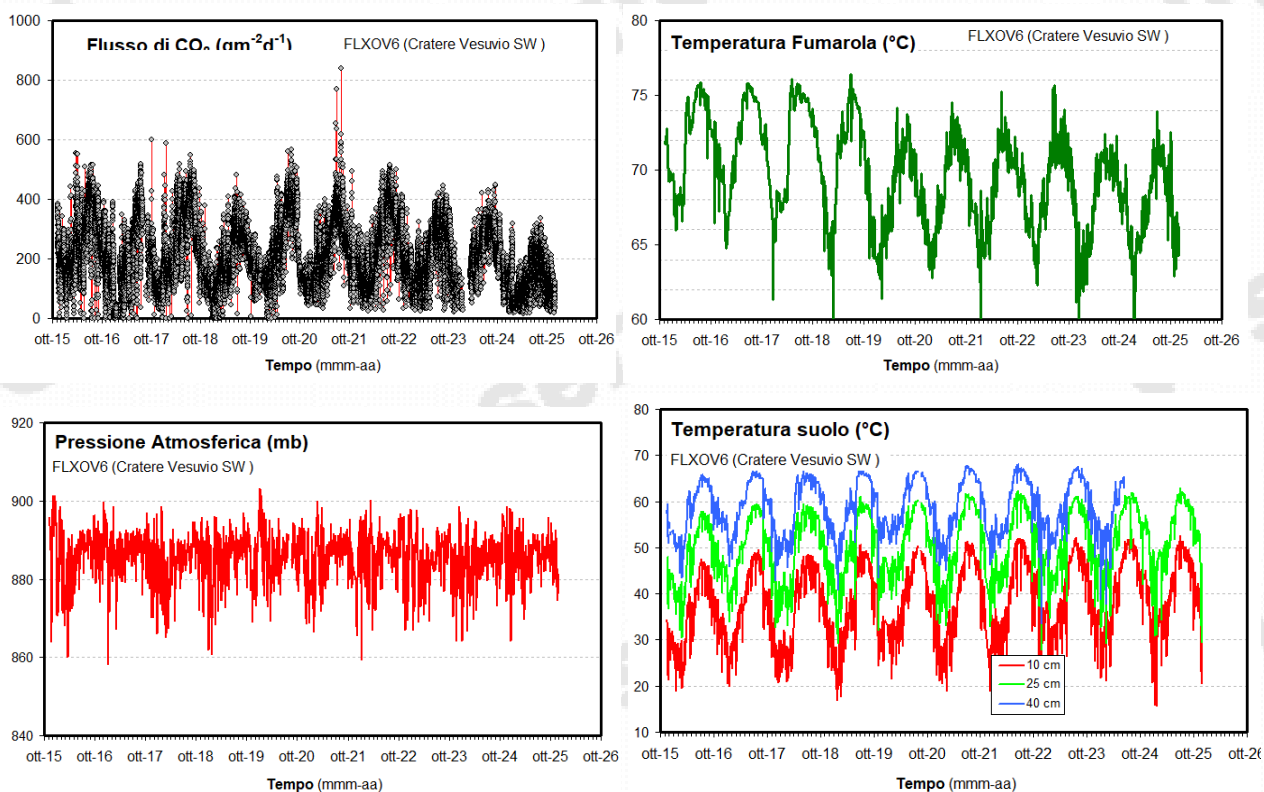 Flusso di CO₂ (gm⁻²d⁻¹)
FLXOV6 (Cratere Vesuvio SW )
1000
800
600
400
200
0
ott-15 ott-16 ott-17 ott-18 ott-19 ott-20 ott-21 ott-22 ott-23 ott-24 ott-25 ott-26
Tempo (mmm-aa)
Temperatura Fumarola (°C)
FLXOV6 (Cratere Vesuvio SW )
80
75
70
65
60
ott-15 ott-16 ott-17 ott-18 ott-19 ott-20 ott-21 ott-22 ott-23 ott-24 ott-25 ott-26
Tempo (mmm-aa)
Pressione Atmosferica (mb)
FLXOV6 (Cratere Vesuvio SW )
920
900
880
860
840
ott-15 ott-16 ott-17 ott-18 ott-19 ott-20 ott-21 ott-22 ott-23 ott-24 ott-25 ott-26
Tempo (mmm-aa)
Temperatura suolo (°C)
FLXOV6 (Cratere Vesuvio SW )
80
70
60
50
40
30
20
10
10 cm
25 cm
40 cm
ott-15 ott-16 ott-17 ott-18 ott-19 ott-20 ott-21 ott-22 ott-23 ott-24 ott-25 ott-26
Tempo (mmm-aa)